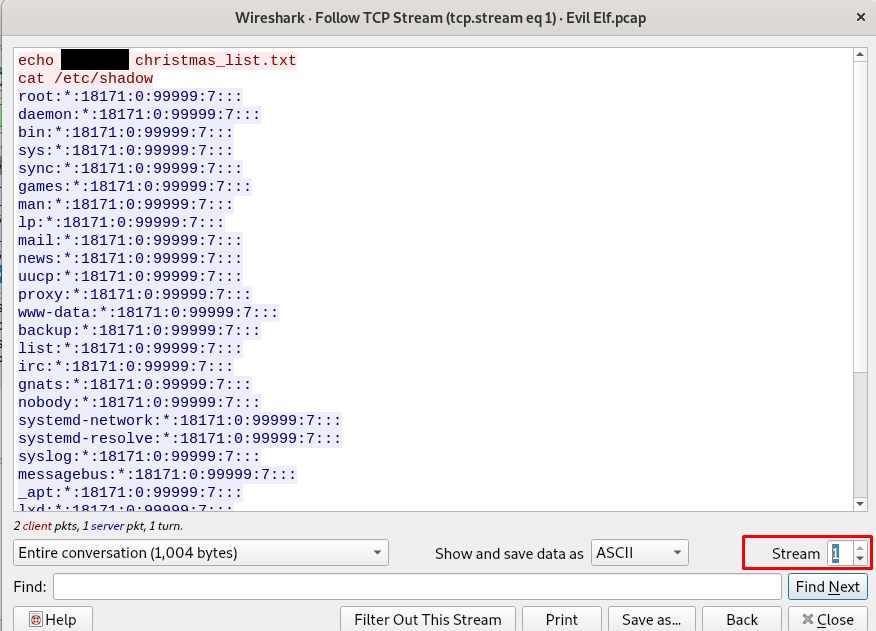 Wireshark · Follow TCP Stream (tcp.stream eq 1) · Evil Elf.pcap
echo christmas_list.txt
cat /etc/shadow
root:*:18171:0:99999:7:::
daemon:*:18171:0:99999:7:::
bin:*:18171:0:99999:7:::
sys:*:18171:0:99999:7:::
sync:*:18171:0:99999:7:::
games:*:18171:0:99999:7:::
man:*:18171:0:99999:7:::
lp:*:18171:0:99999:7:::
mail:*:18171:0:99999:7:::
news:*:18171:0:99999:7:::
uucp:*:18171:0:99999:7:::
proxy:*:18171:0:99999:7:::
www-data:*:18171:0:99999:7:::
backup:*:18171:0:99999:7:::
list:*:18171:0:99999:7:::
irc:*:18171:0:99999:7:::
gnats:*:18171:0:99999:7:::
nobody:*:18171:0:99999:7:::
systemd-network:*:18171:0:99999:7:::
systemd-resolve:*:18171:0:99999:7:::
syslog:*:18171:0:99999:7:::
messagebus:*:18171:0:99999:7:::
_apt:*:18171:0:99999:7:::
lxd:*:18171:0:99999:7:::
2 client pkts, 1 server pkt, 1 turn.
Entire conversation (1,004 bytes) Show and save data as ASCII Stream 1
Find: Find Next
Help Filter Out This Stream Print Save as... Back Close